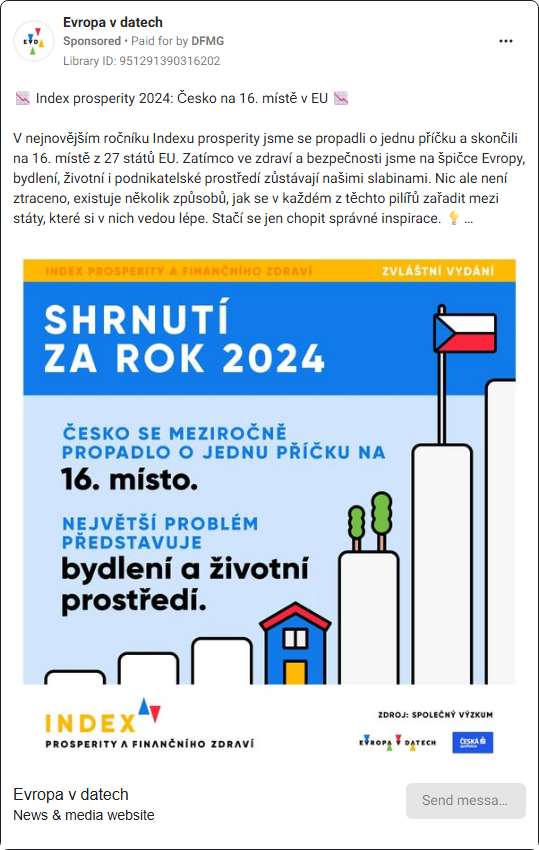 Evropa v datech
Sponsored • Paid for by DFMG
Library ID: 951291390316202
📉 Index prosperity 2024: Česko na 16. místě v EU 📉
V nejnovějším ročníku Indexu prosperity jsme se propadli o jednu příčku a skončili
na 16. místě z 27 států EU. Zatímco ve zdraví a bezpečnosti jsme na špičce Evropy,
bydlení, životní i podnikatelské prostředí zůstávají našimi slabinami. Nic ale není
ztraceno, existuje několik způsobů, jak se v každém z těchto pilířů zařadit mezi
státy, které si v nich vedou lépe. Stačí se jen chopit správné inspirace. 💡 ...
INDEX PROSPERITY A FINANČNÍHO ZDRAVÍ
ZVLÁŠTNÍ VYDÁNÍ
SHRNUTÍ
ZA ROK 2024
ČESKO SE MEZIROČNĚ
PROPADLO O JEDNU PŘÍČKU NA
16. místo.
NEJVĚTŠÍ PROBLÉM
PŘEDSTAVUJE
bydlení a životní
prostředí.
INDEX
PROSPERITY A FINANČNÍHO ZDRAVÍ
ZDROJ: SPOLEČNÝ VÝZKUM
EVROPA V DATECH
ČESKÁ
spořitelna
Evropa v datech
News & media website
Send messa...